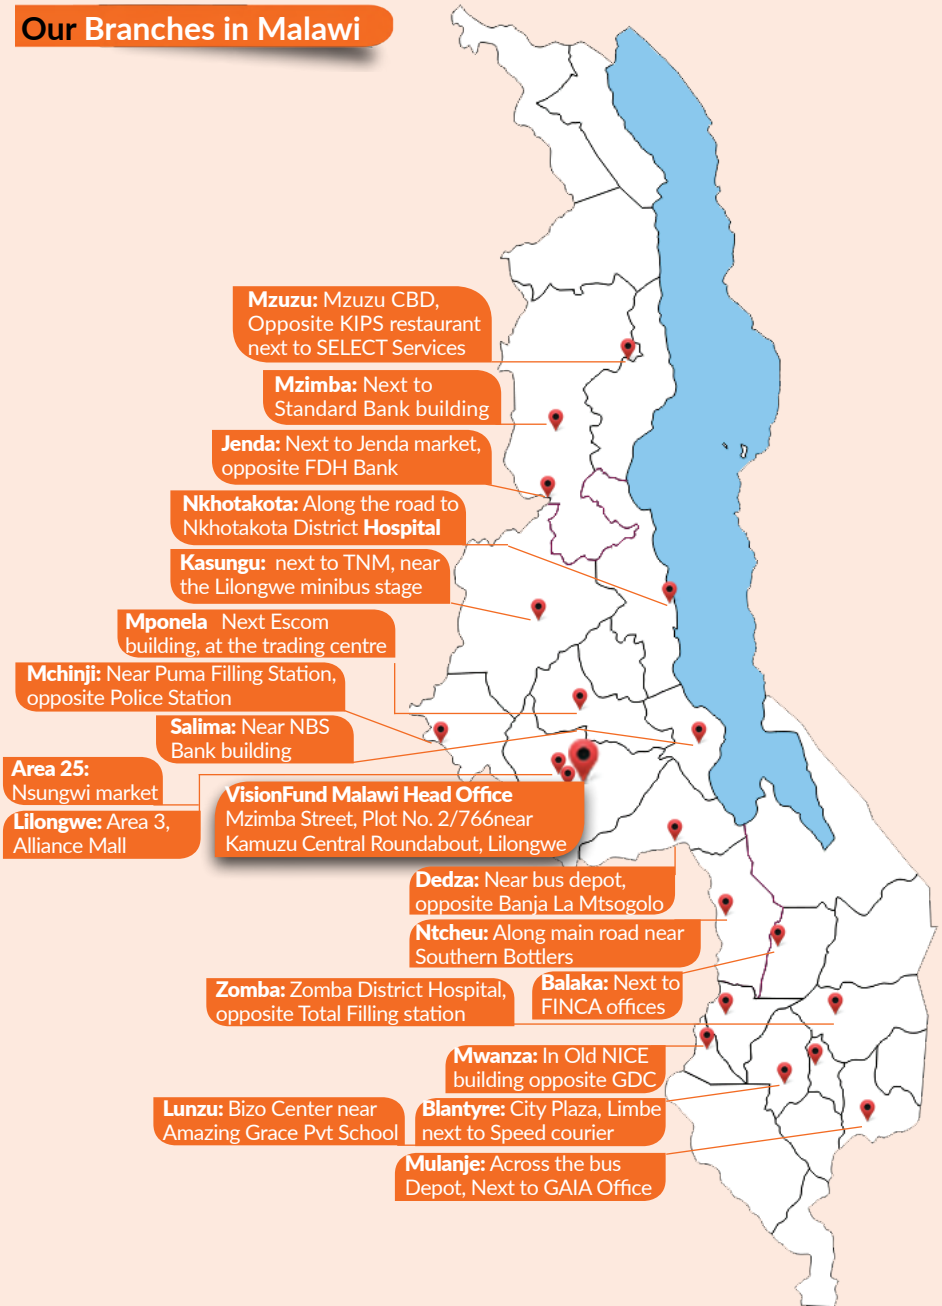 Our Branches in Malawi
Mzuzu: Mzuzu CBD,
Opposite KIPS restaurant
next to SELECT Services
Mzimba: Next to
Standard Bank building
Jenda: Next to Jenda market,
opposite FDH Bank
Nkhotakota: Along the road to
Nkhotakota District Hospital
Kasungu: next to TNM, near
the Lilongwe minibus stage
Mponela Next Escom
building, at the trading centre
Mchinji: Near Puma Filling Station,
opposite Police Station
Salima: Near NBS
Bank building
Area 25:
Nsungwi market
Lilongwe: Area 3,
Alliance Mall
VisionFund Malawi Head Office
Mzimba Street, Plot No. 2/766near
Kamuzu Central Roundabout, Lilongwe
Dedza: Near bus depot,
opposite Banja La Mtsogolo
Ntcheu: Along main road near
Southern Bottlers
Balaka: Next to
FINCA offices
Zomba: Zomba District Hospital,
opposite Total Filling station
Mwanza: In Old NICE
building opposite GDC
Lunzu: Bizo Center near
Amazing Grace Pvt School
Blantyre: City Plaza, Limbe
next to Speed courier
Mulanje: Across the bus
Depot, Next to GAIA Office